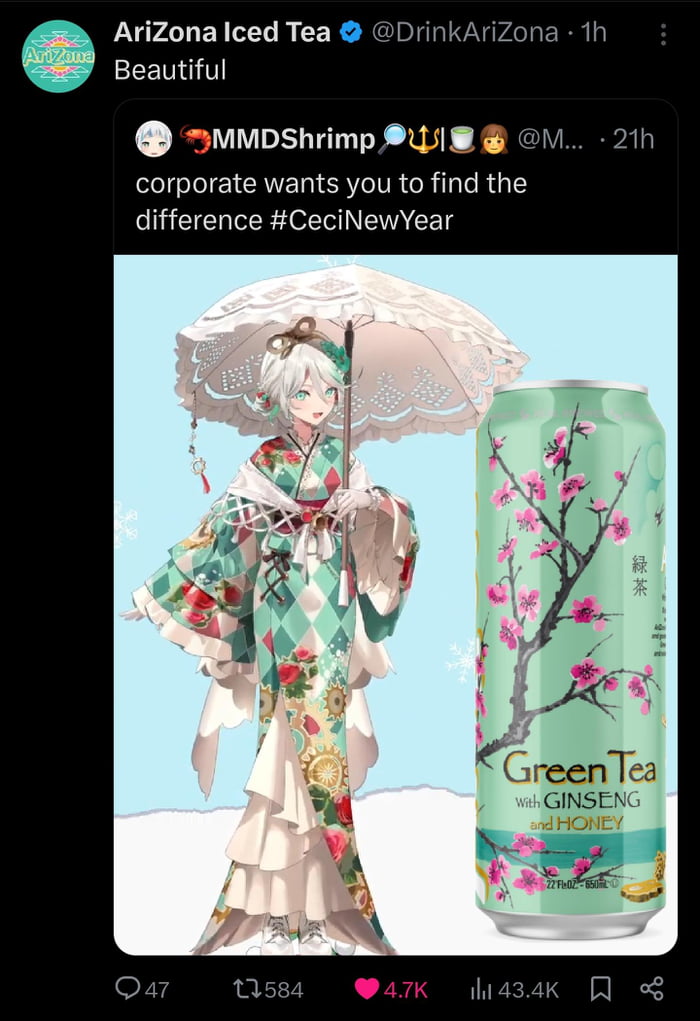 AriZona Iced Tea @DrinkAriZona · 1h
AriZona
Beautiful
🦐MMDShrimp🔎🔱|🍵👩 @M... · 21h
corporate wants you to find the
difference #CeciNewYear
緑茶
Green Tea
With GINSENG
and HONEY
22 FL OZ. - 650mL
47 584 4.7K 43.4K